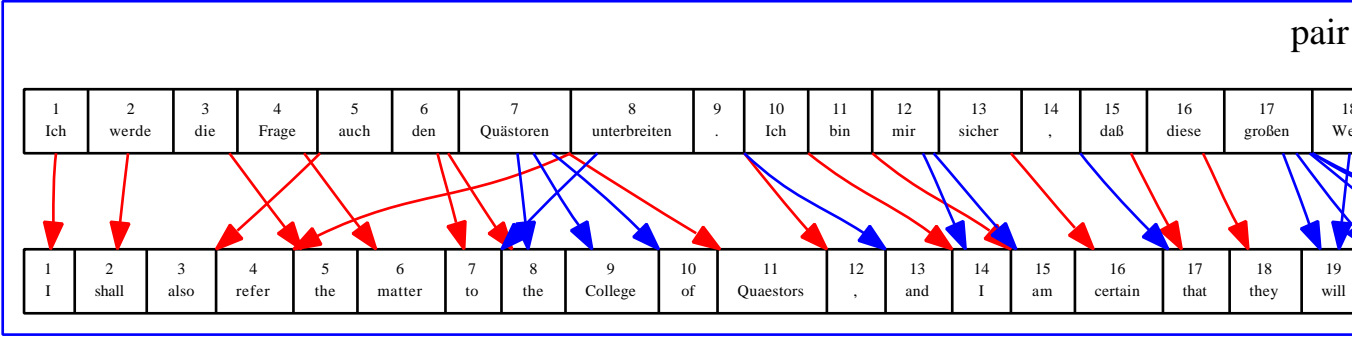 pair
1 2 3 4 5 6 7 8 9 10 11 12 13 14 15 16 17 18
Ich werde die Frage auch den Quästoren unterbreiten . Ich bin mir sicher , daß diese großen We
1 2 3 4 5 6 7 8 9 10 11 12 13 14 15 16 17 18 19
I shall also refer the matter to the College of Quaestors , and I am certain that they will